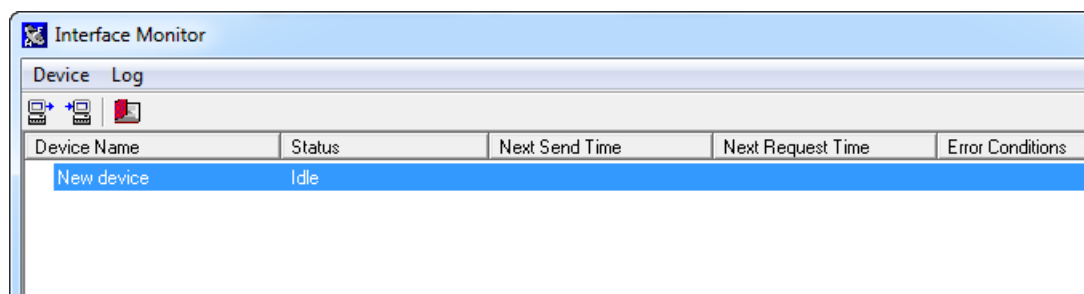 Interface Monitor
Device Log
Device Name Status Next Send Time Next Request Time Error Conditions
New device Idle